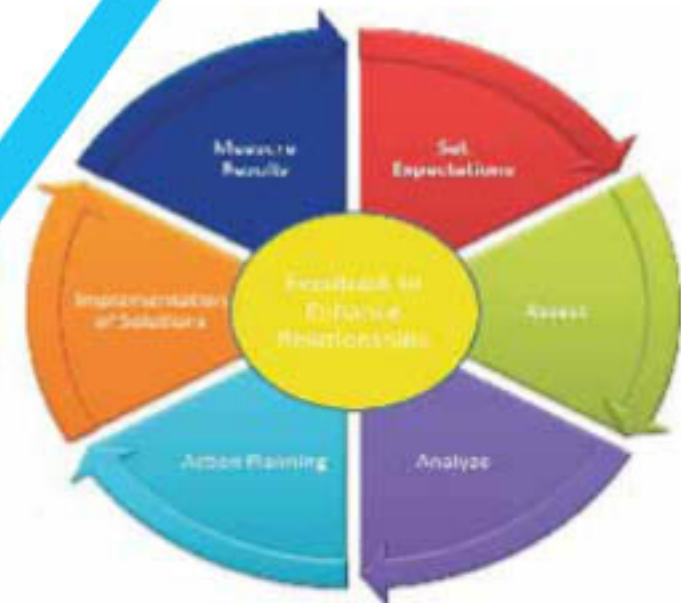 Set
Expectations
Assess
Analyze
Action Planning
Implementation
of Solutions
Measure
Results
Feedback to
Enhance
Relationships